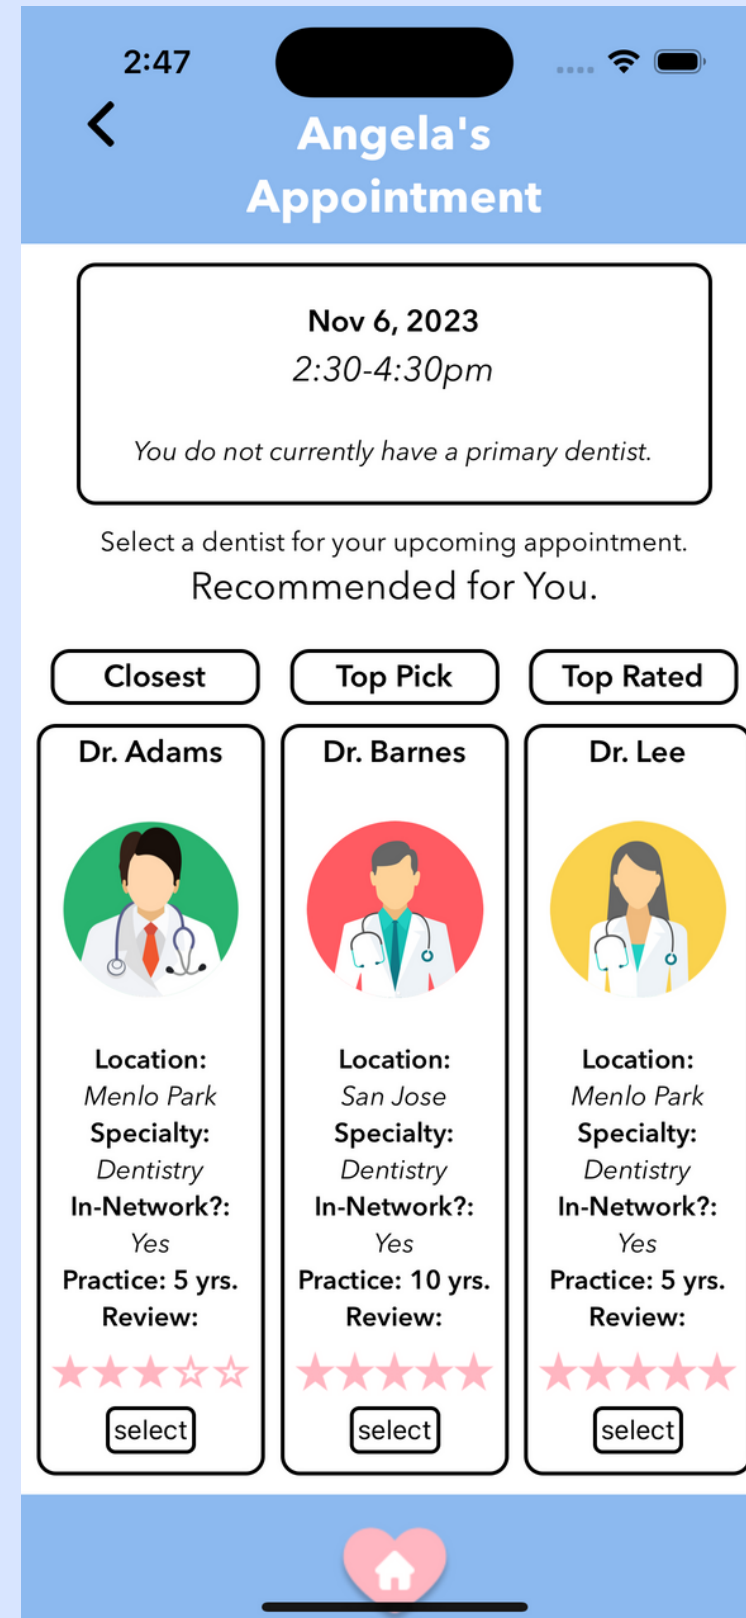 2:47
Angela's
Appointment
Nov 6, 2023
2:30-4:30pm
You do not currently have a primary dentist.
Select a dentist for your upcoming appointment.
Recommended for You.
Closest
Top Pick
Top Rated
Dr. Adams
Location:
Menlo Park
Specialty:
Dentistry
In-Network?:
Yes
Practice: 5 yrs.
Review:
select
Dr. Barnes
Location:
San Jose
Specialty:
Dentistry
In-Network?:
Yes
Practice: 10 yrs.
Review:
select
Dr. Lee
Location:
Menlo Park
Specialty:
Dentistry
In-Network?:
Yes
Practice: 5 yrs.
Review:
select